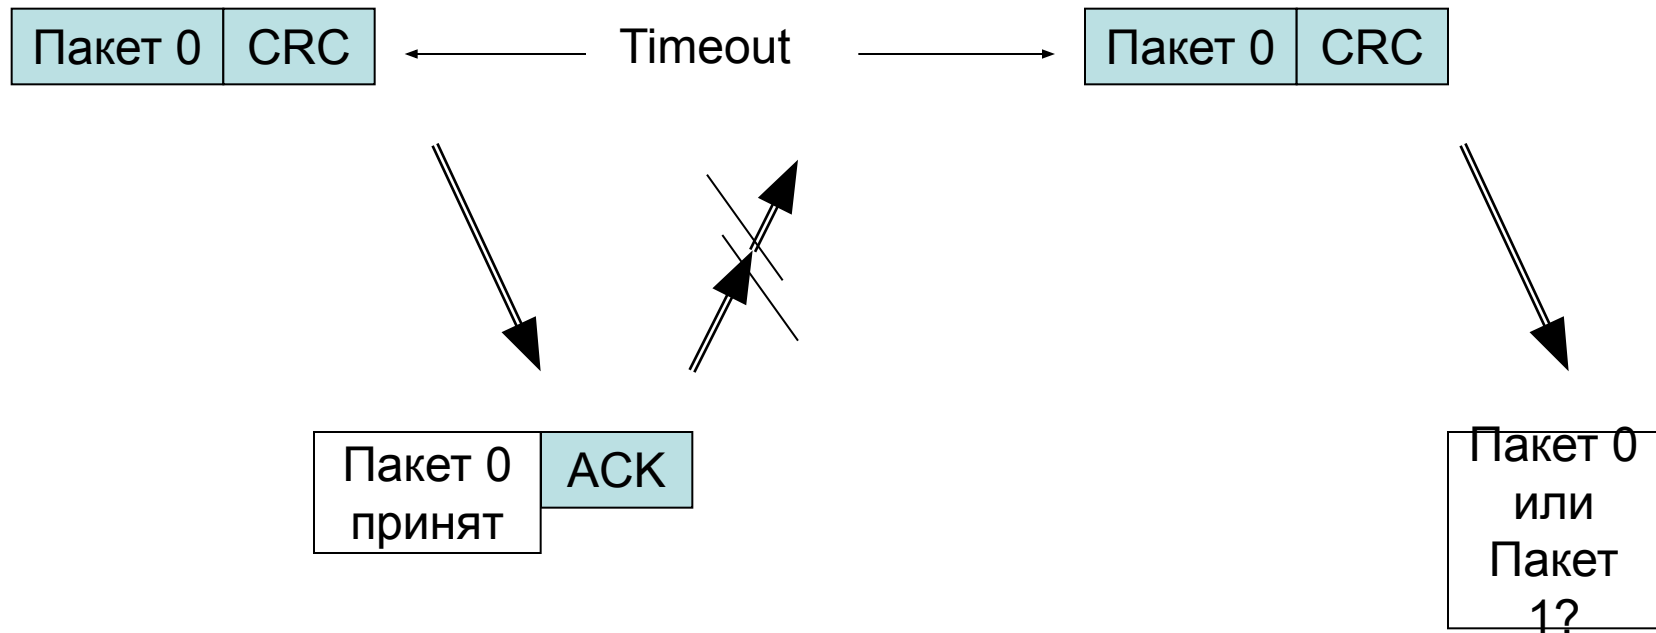 Пакет 0 CRC Timeout Пакет 0 CRC
Пакет 0
принят
ACK
Пакет 0
или
Пакет
1?